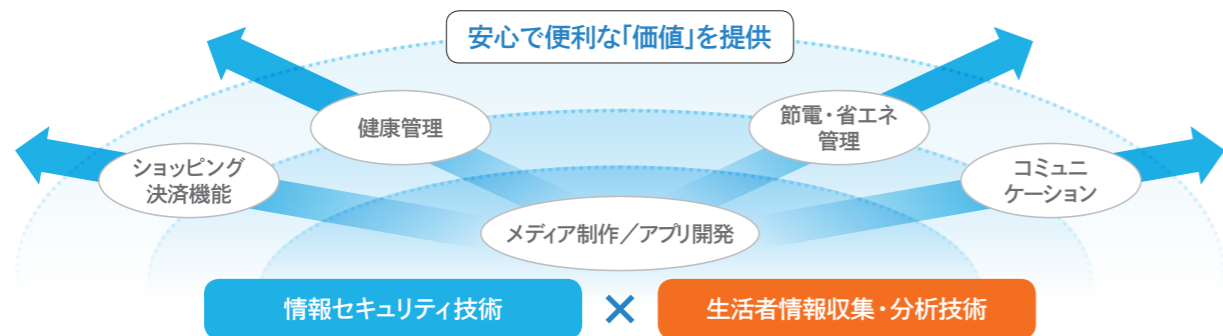 安心で便利な「価値」を提供
健康管理
節電・省エネ
管理
ショッピング
決済機能
コミュニ
ケーション
メディア制作／アプリ開発
情報セキュリティ技術
×
生活者情報収集・分析技術